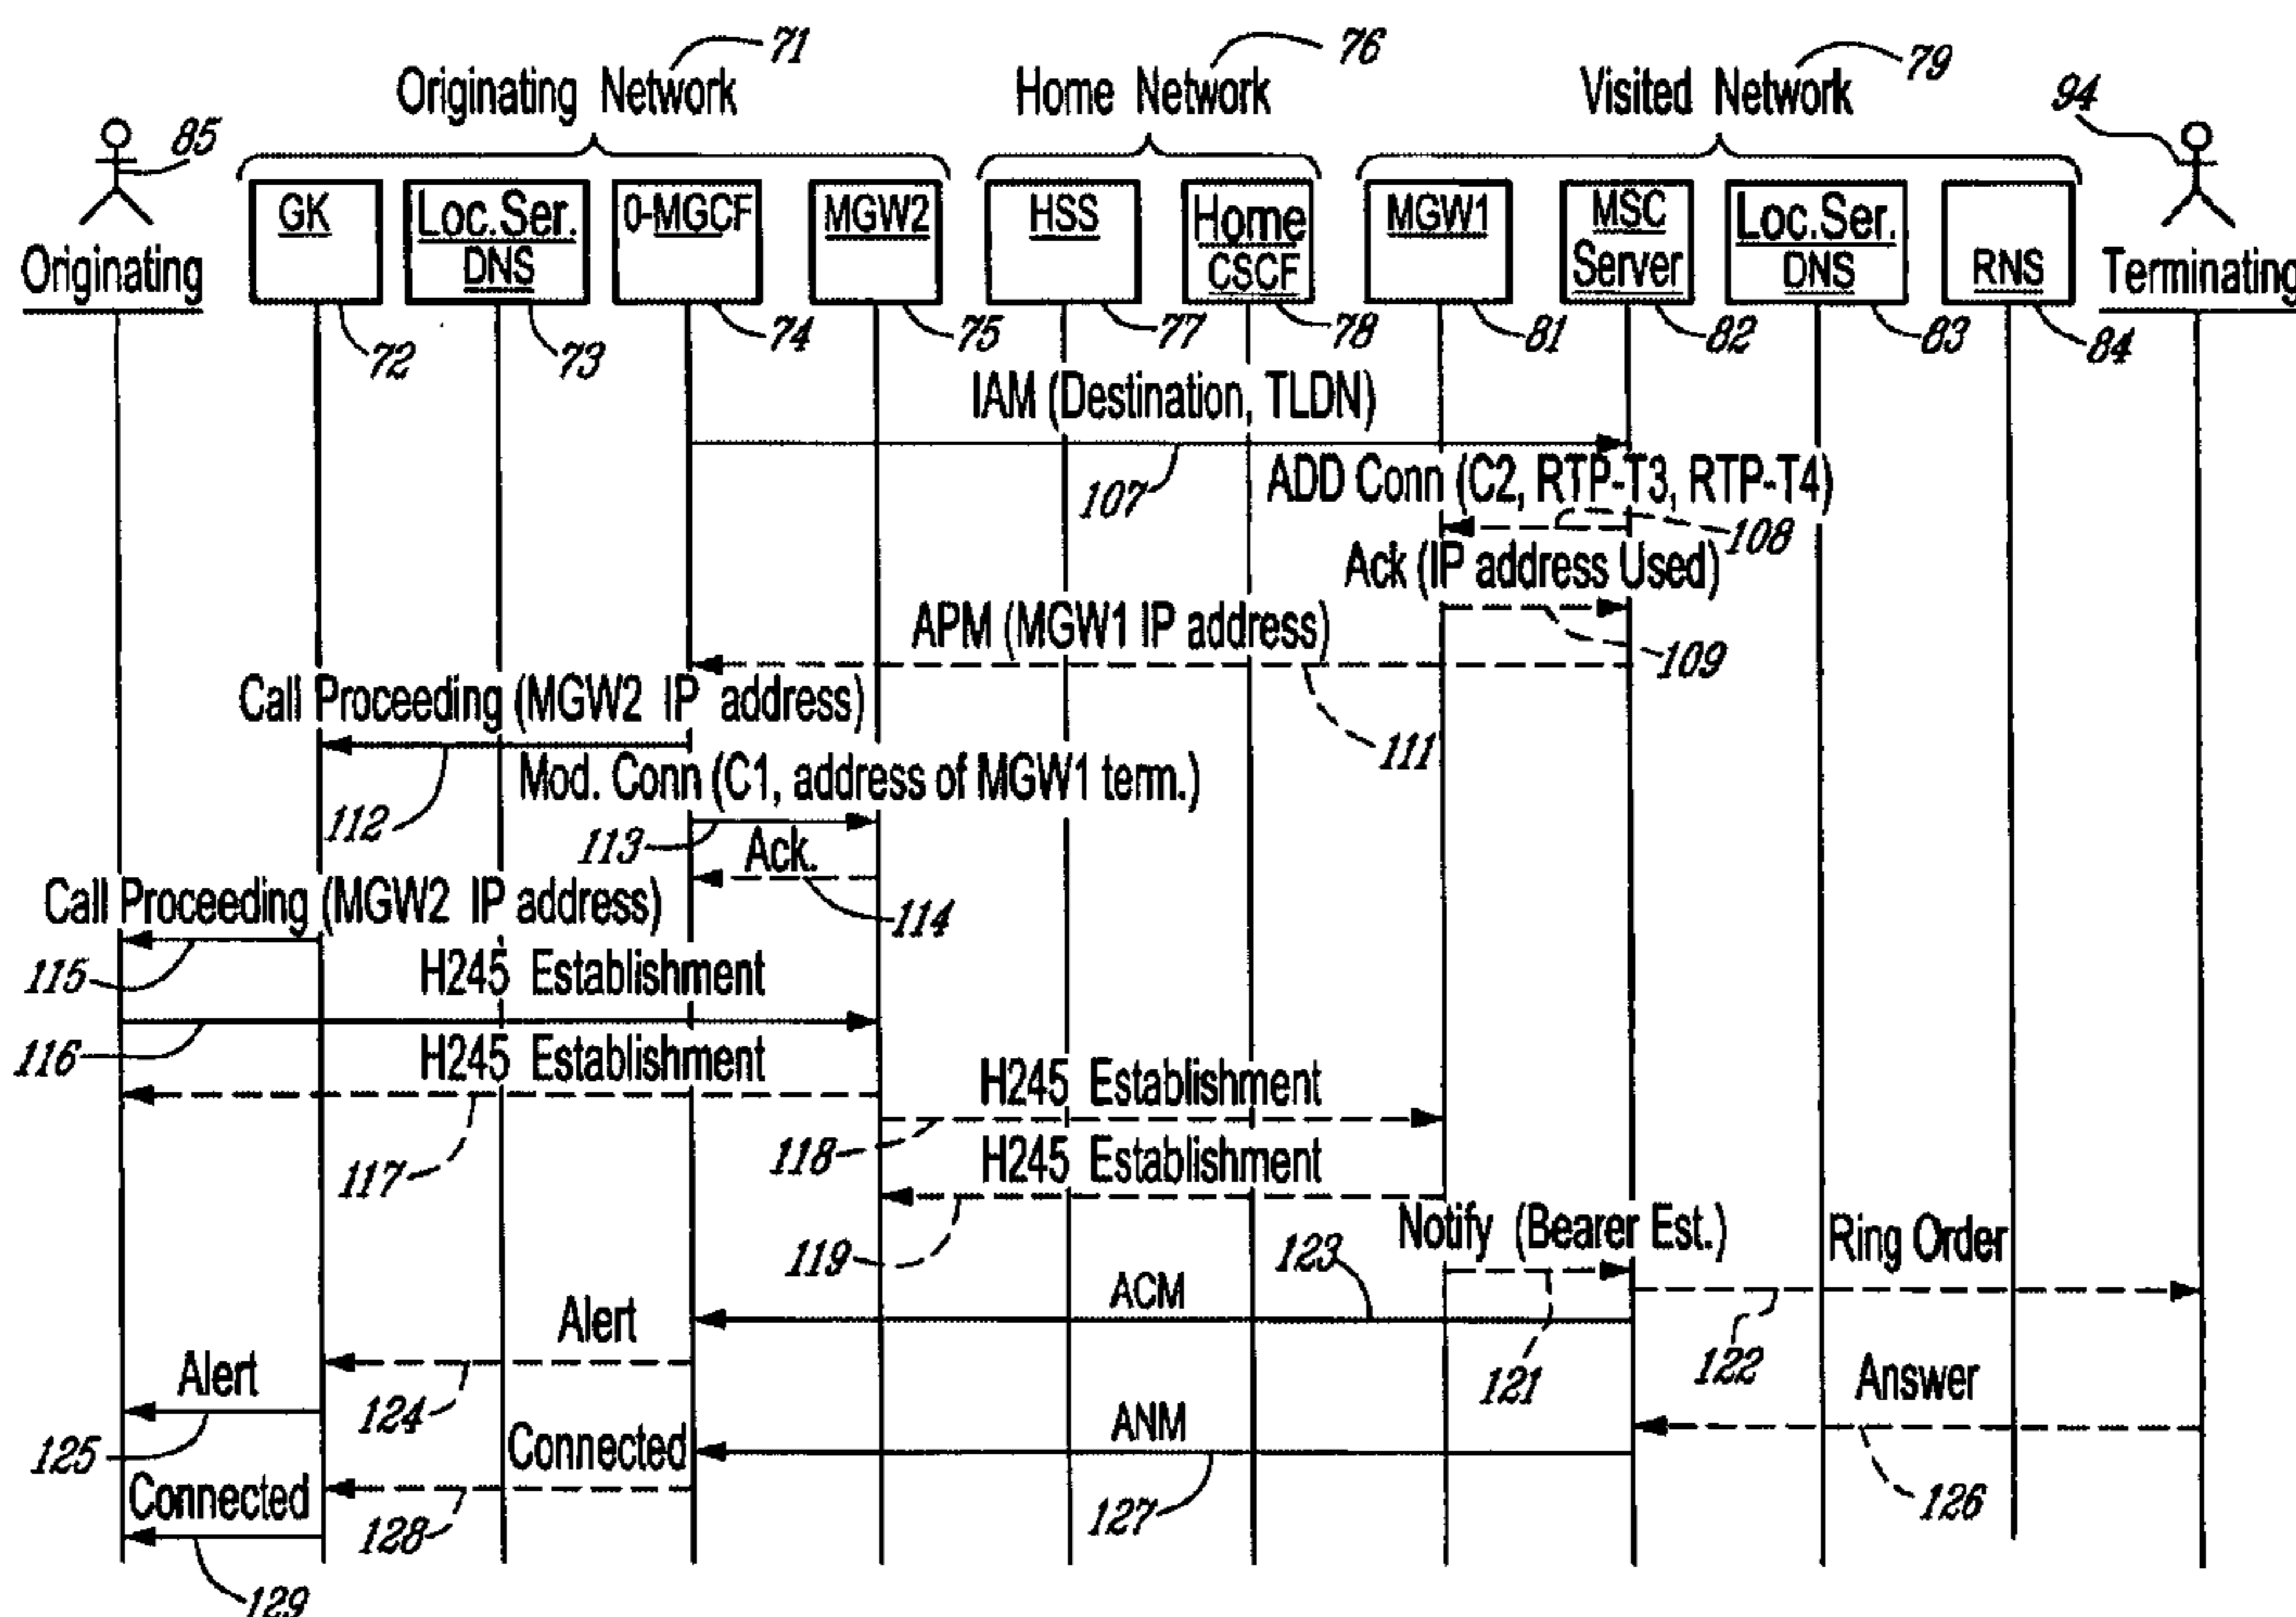 71
76
79
Originating Network
Home Network
Visited Network
94
85
GK
Loc.Ser.
DNS
0-MGCF
MGW2
HSS
Home
CSCF
MGW1
MSC
Server
Loc.Ser.
DNS
RNS
Originating
Terminating
72
73
74
75
77
78
81
82
83
84
IAM (Destination, TLDN)
107
ADD Conn (C2, RTP-T3, RTP-T4)
108
Ack (IP address Used)
109
APM (MGW1 IP address)
111
Call Proceeding (MGW2 IP address)
112
Mod. Conn (C1, address of MGW1 term.)
113
Ack.
114
Call Proceeding (MGW2 IP address)
115
H245 Establishment
116
H245 Establishment
117
H245 Establishment
118
H245 Establishment
119
Notify (Bearer Est.)
121
Ring Order
122
ACM
123
Alert
124
Alert
125
Answer
126
ANM
127
Connected
128
Connected
129